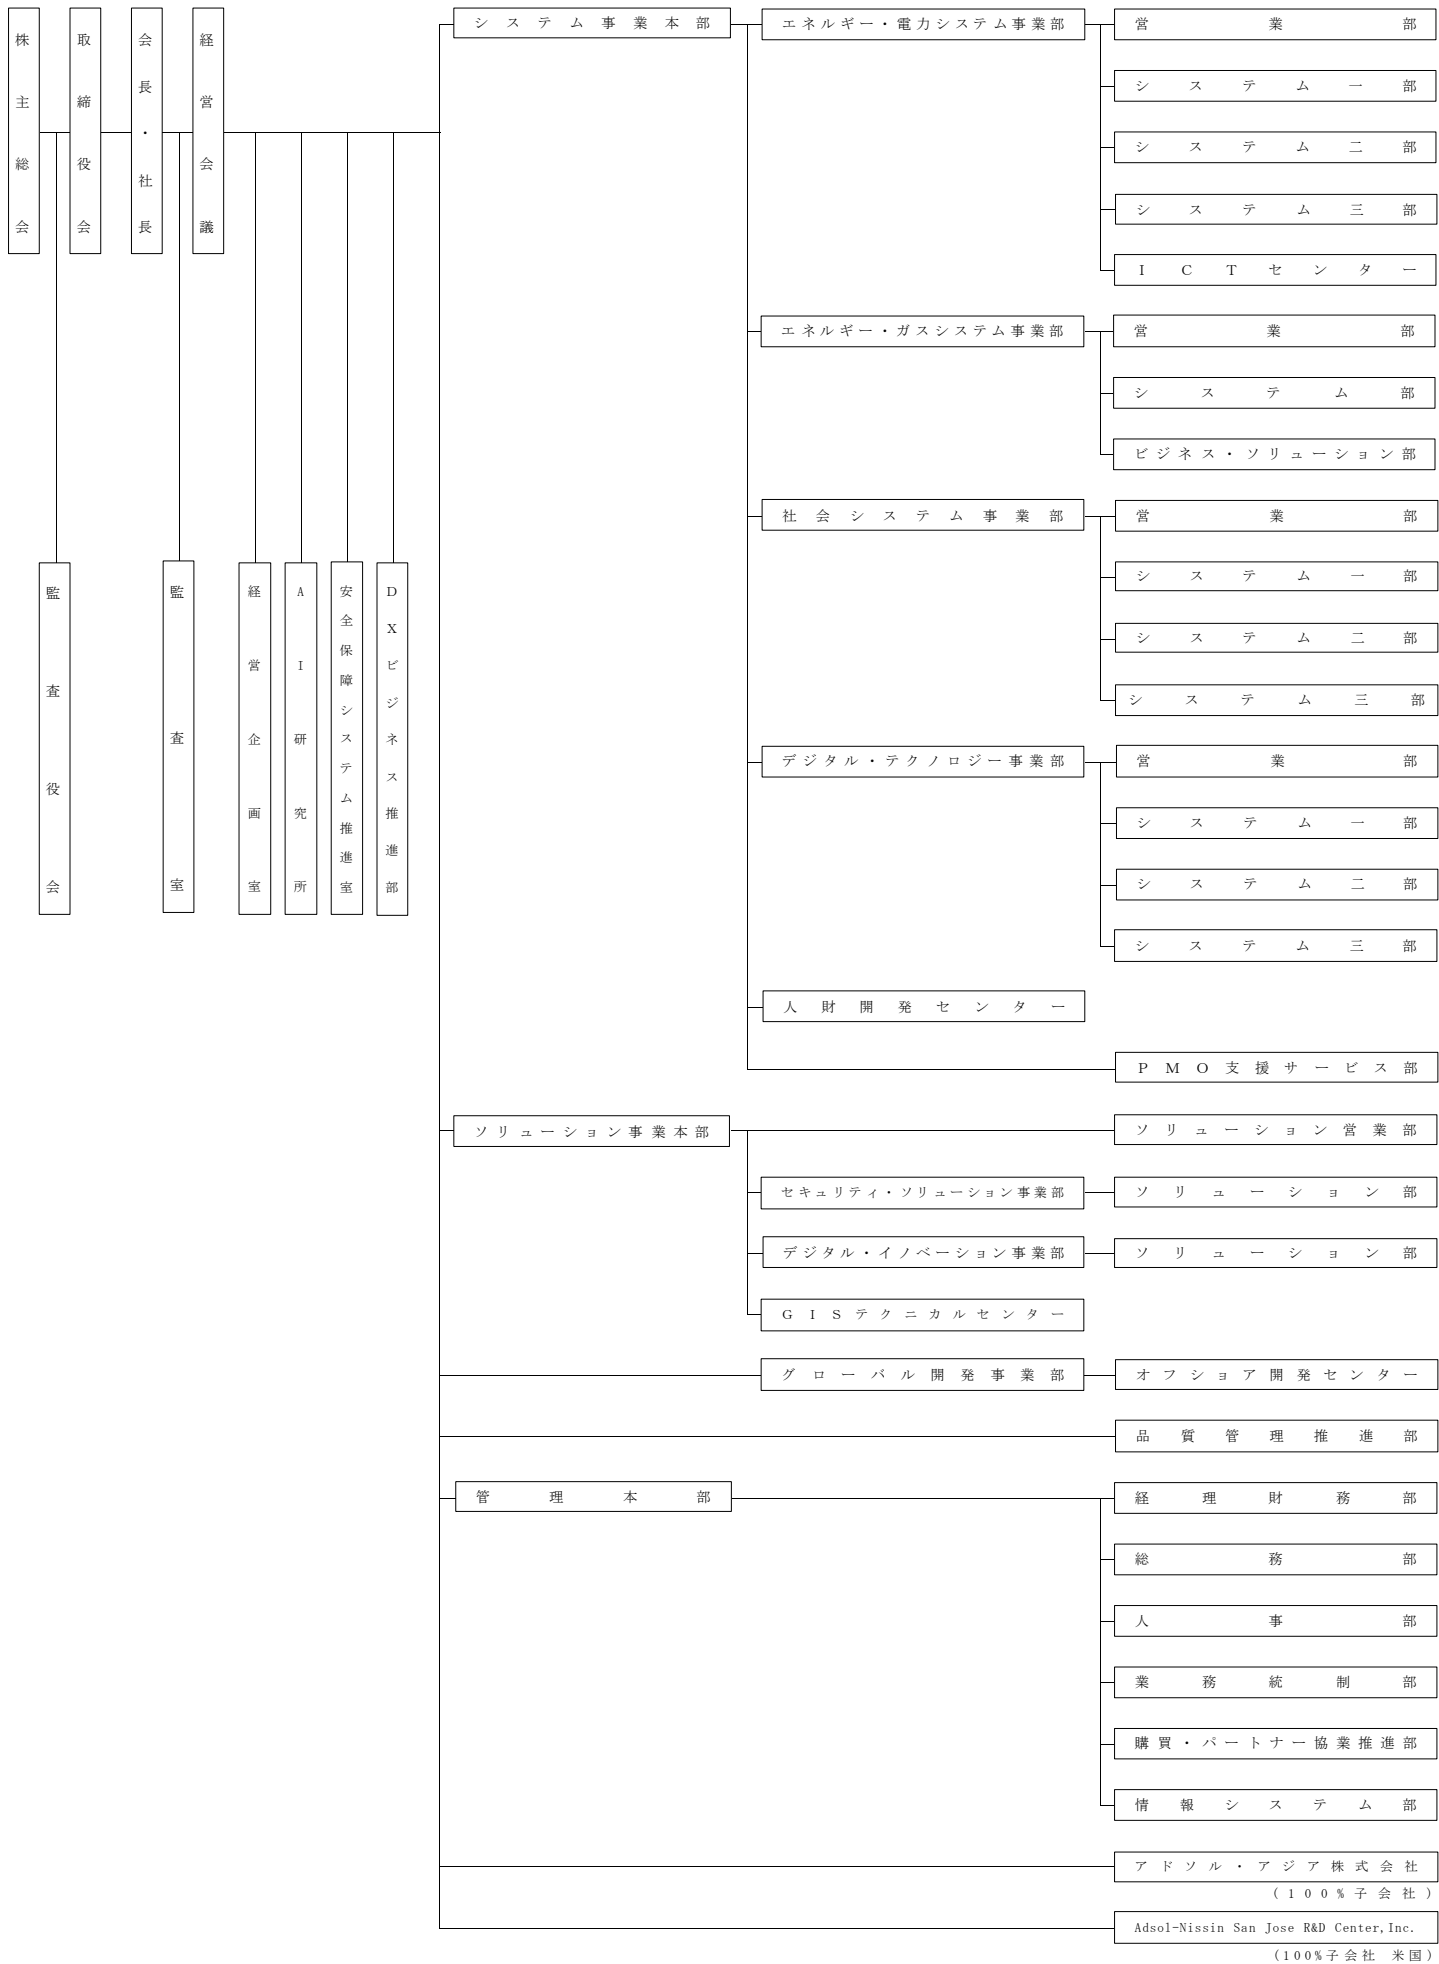 株主総会
取締役会
会長・社長
経営会議
監査役会
監査室
経営企画室
AI研究所
安全保障システム推進室
DXビジネス推進部
システム事業本部
エネルギー・電力システム事業部
営業部
システム一部
システム二部
システム三部
ICTセンター
エネルギー・ガスシステム事業部
営業部
システム部
ビジネス・ソリューション部
社会システム事業部
営業部
システム一部
システム二部
システム三部
デジタル・テクノロジー事業部
営業部
システム一部
システム二部
システム三部
人財開発センター
PMO支援サービス部
ソリューション事業本部
ソリューション営業部
セキュリティ・ソリューション事業部
ソリューション部
デジタル・イノベーション事業部
ソリューション部
GISテクニカルセンター
グローバル開発事業部
オフショア開発センター
品質管理推進部
管理本部
経理財務部
総務部
人事部
業務統制部
購買・パートナー協業推進部
情報システム部
アドソル・アジア株式会社
(100%子会社)
Adsol-Nissin San Jose R&D Center,Inc.
(100%子会社 米国)